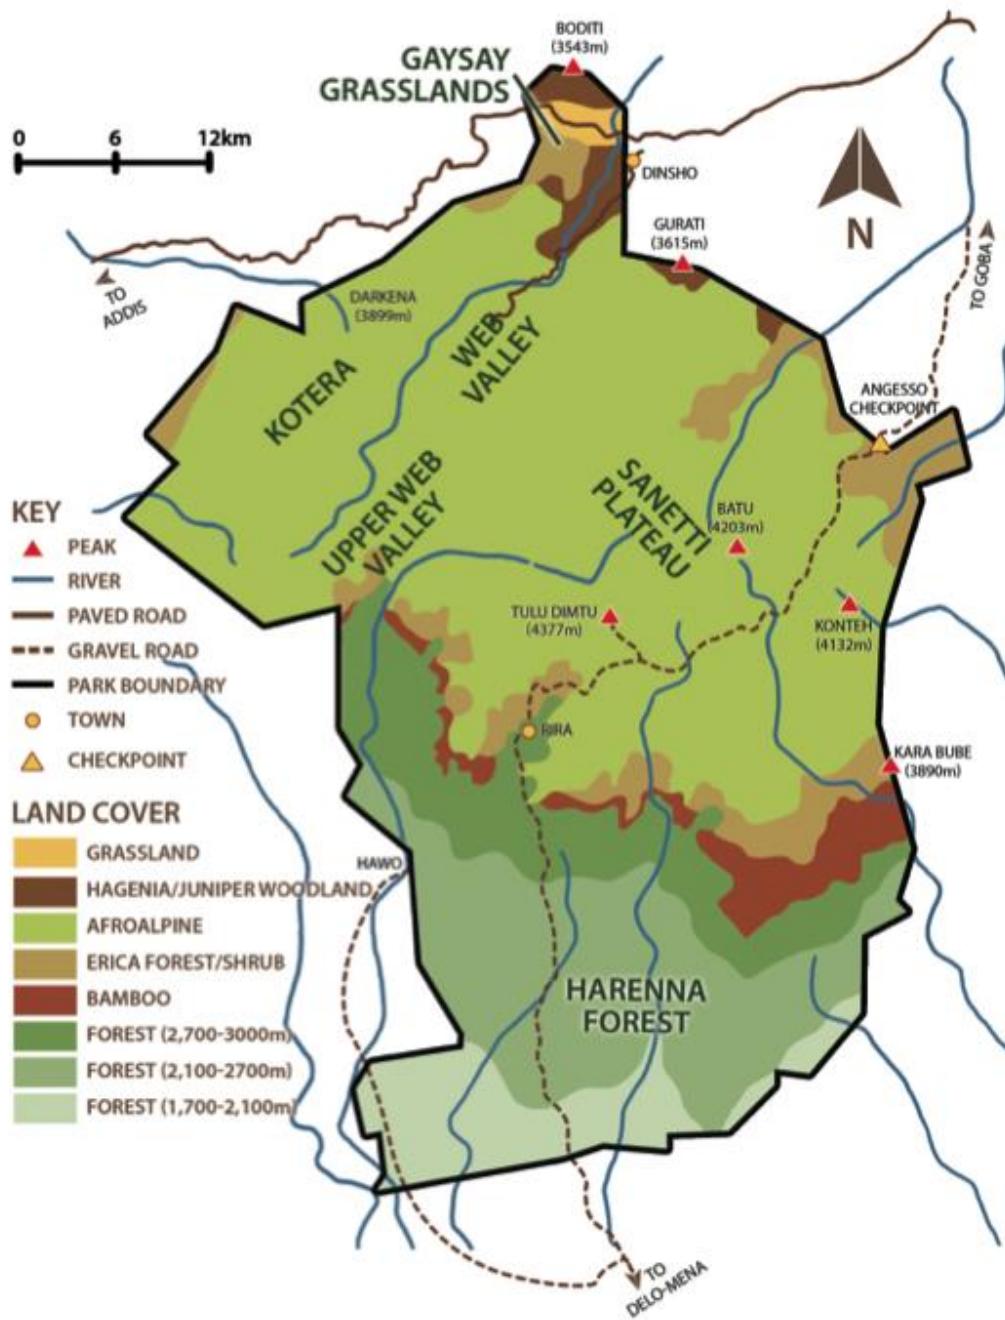 BODITI
(3543m)
GAYSAY
GRASSLANDS
0 6 12km
DINSHO
N
GURATI
(3615m)
TO GOBA
TO
ADDIS
DARKENA
(3899m)
WEB
VALLEY
KOTERA
ANGESSO
CHECKPOINT
UPPER WEB
VALLEY
SANETTI
PLATEAU
BATU
(4203m)
TULU DIMTU
(4377m)
KONTEH
(4132m)
RIRA
KARA BUBE
(3890m)
HAWO
HARENNA
FOREST
TO
DELO-MENA
KEY
PEAK
RIVER
PAVED ROAD
GRAVEL ROAD
PARK BOUNDARY
TOWN
CHECKPOINT
LAND COVER
GRASSLAND
HAGENIA/JUNIPER WOODLAND
AFROALPINE
ERICA FOREST/SHRUB
BAMBOO
FOREST (2,700-3000m)
FOREST (2,100-2700m)
FOREST (1,700-2,100m)